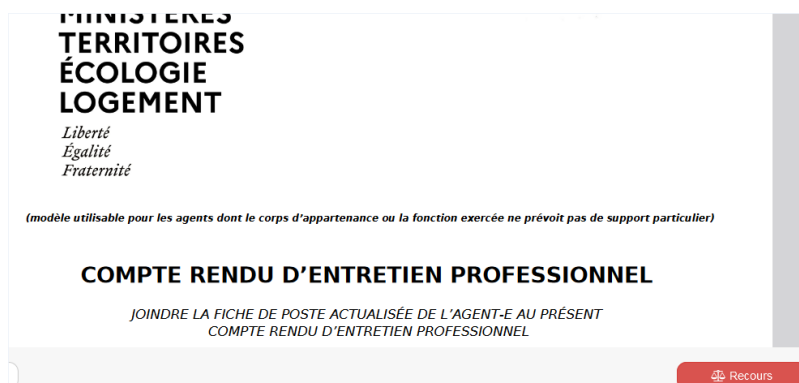 MINISTÈRES
TERRITOIRES
ÉCOLOGIE
LOGEMENT
Liberté
Égalité
Fraternité
(modèle utilisable pour les agents dont le corps d’appartenance ou la fonction exercée ne prévoit pas de support particulier)
COMPTE RENDU D’ENTRETIEN PROFESSIONNEL
JOINDRE LA FICHE DE POSTE ACTUALISÉE DE L’AGENT-E AU PRÉSENT
COMPTE RENDU D’ENTRETIEN PROFESSIONNEL
Recours